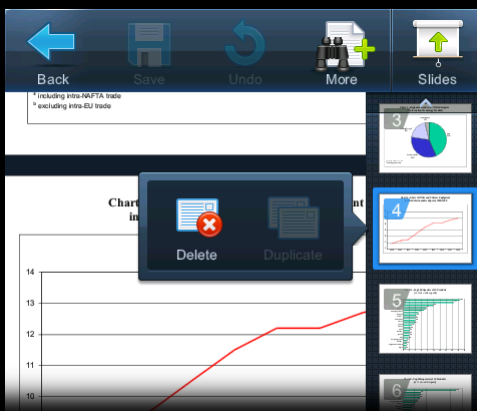 Back
Save
Undo
More
Slides
a including intra-NAFTA trade
b excluding intra-EU trade
3
Chart
nt
in
Delete
Duplicate
4
14
13
12
11
10
5
6